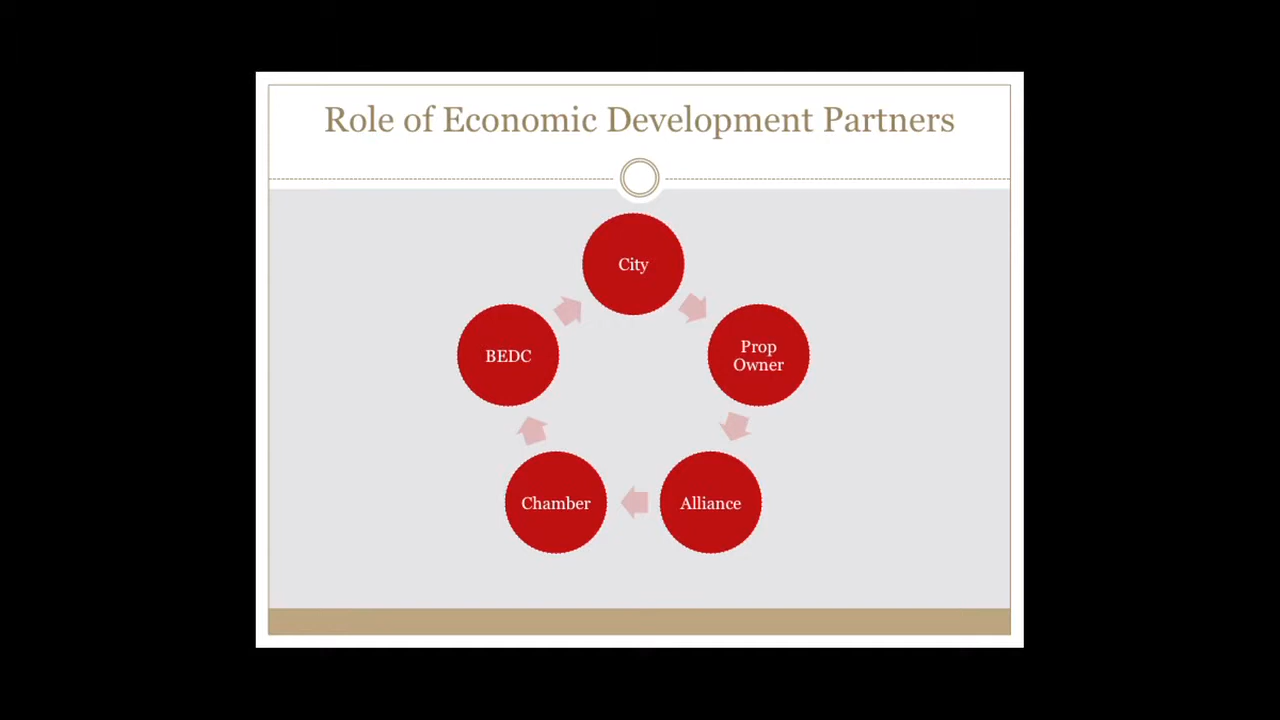 Role of Economic Development Partners
City
BEDC
Prop
Owner
Chamber
Alliance